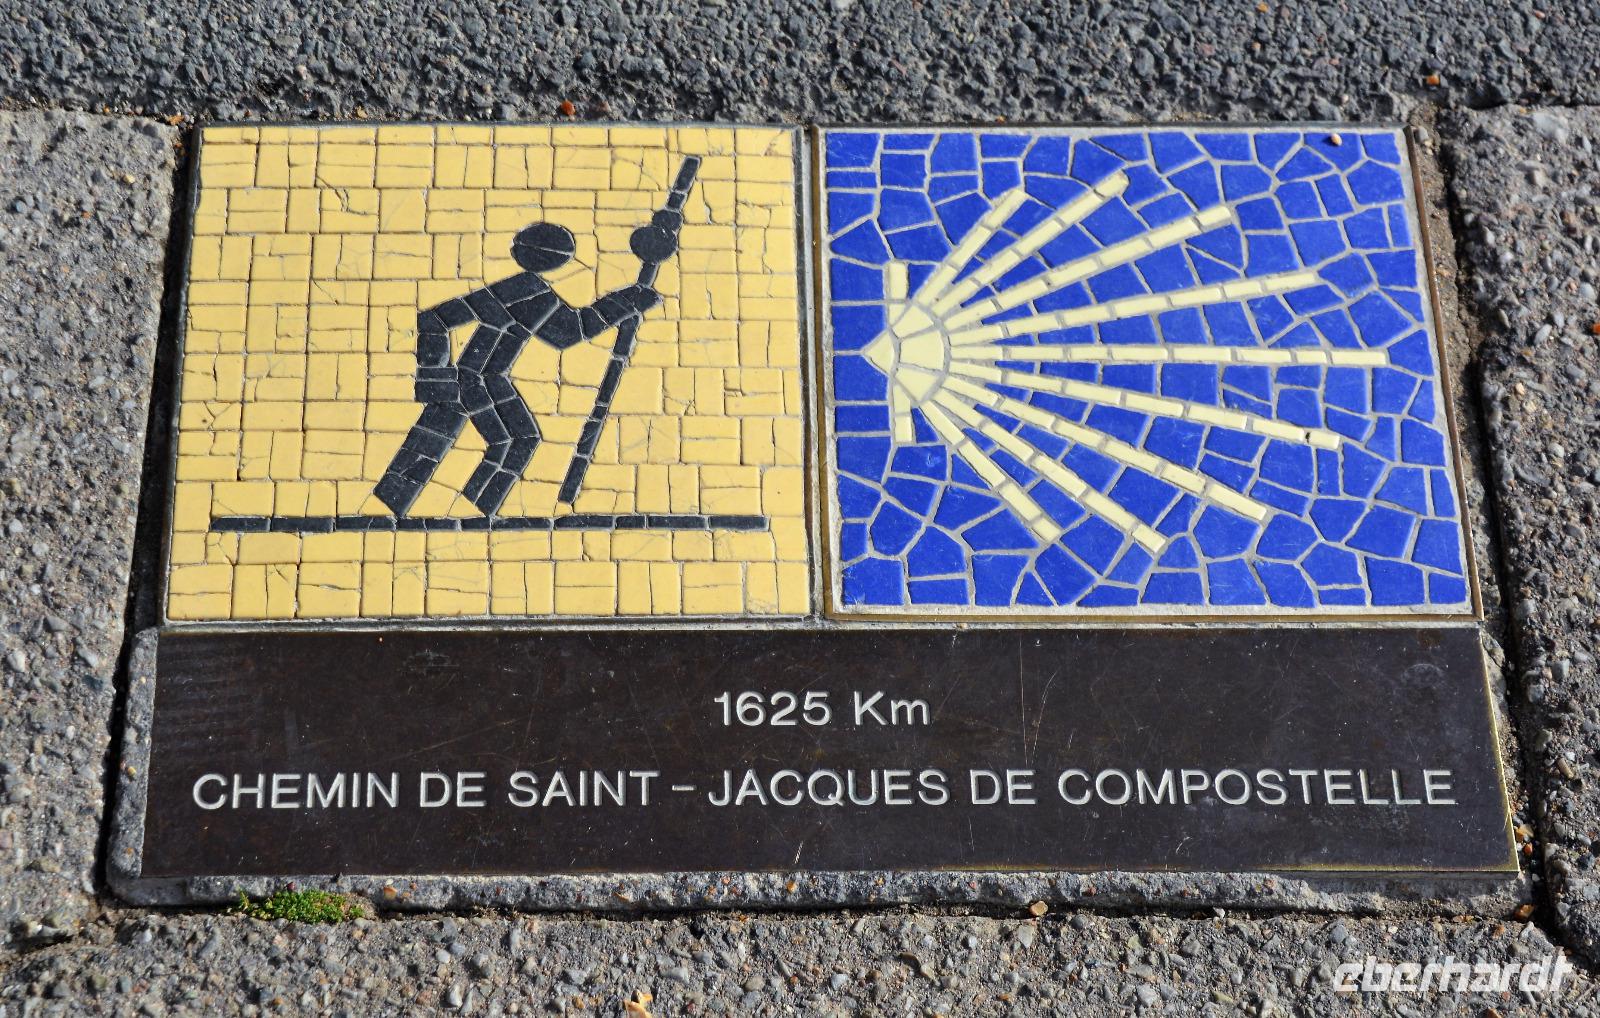 1625 Km
CHEMIN DE SAINT - JACQUES DE COMPOSTELLE
eberhardt